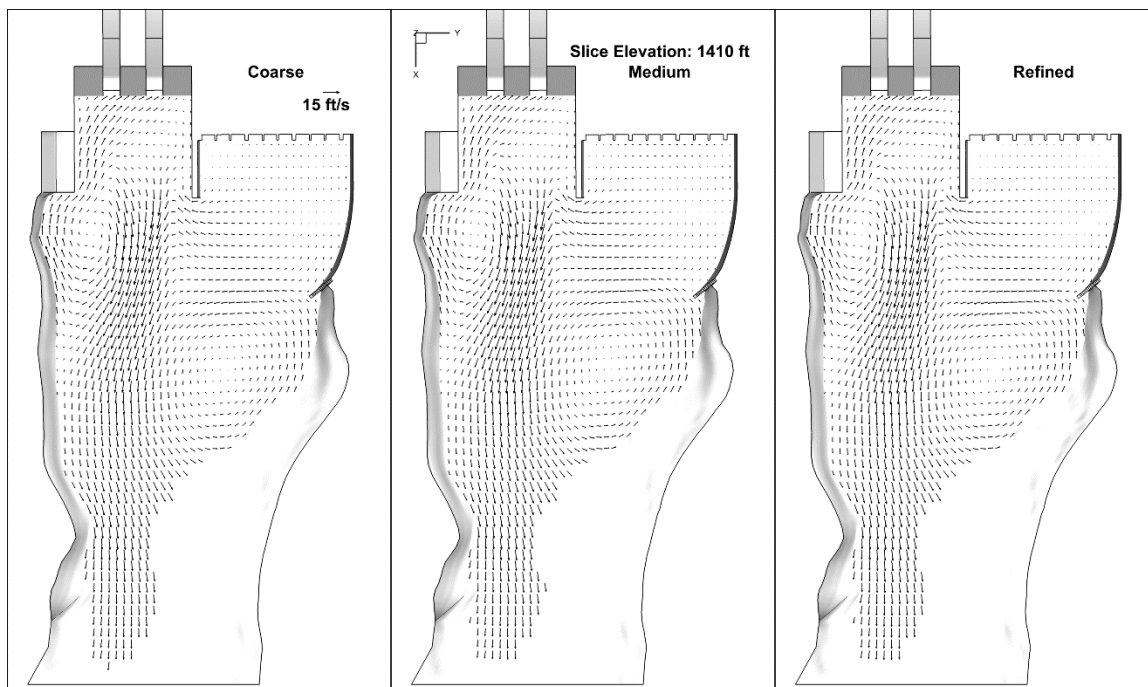 Coarse
15 ft/s
Z Y
X
Slice Elevation: 1410 ft
Medium
Refined